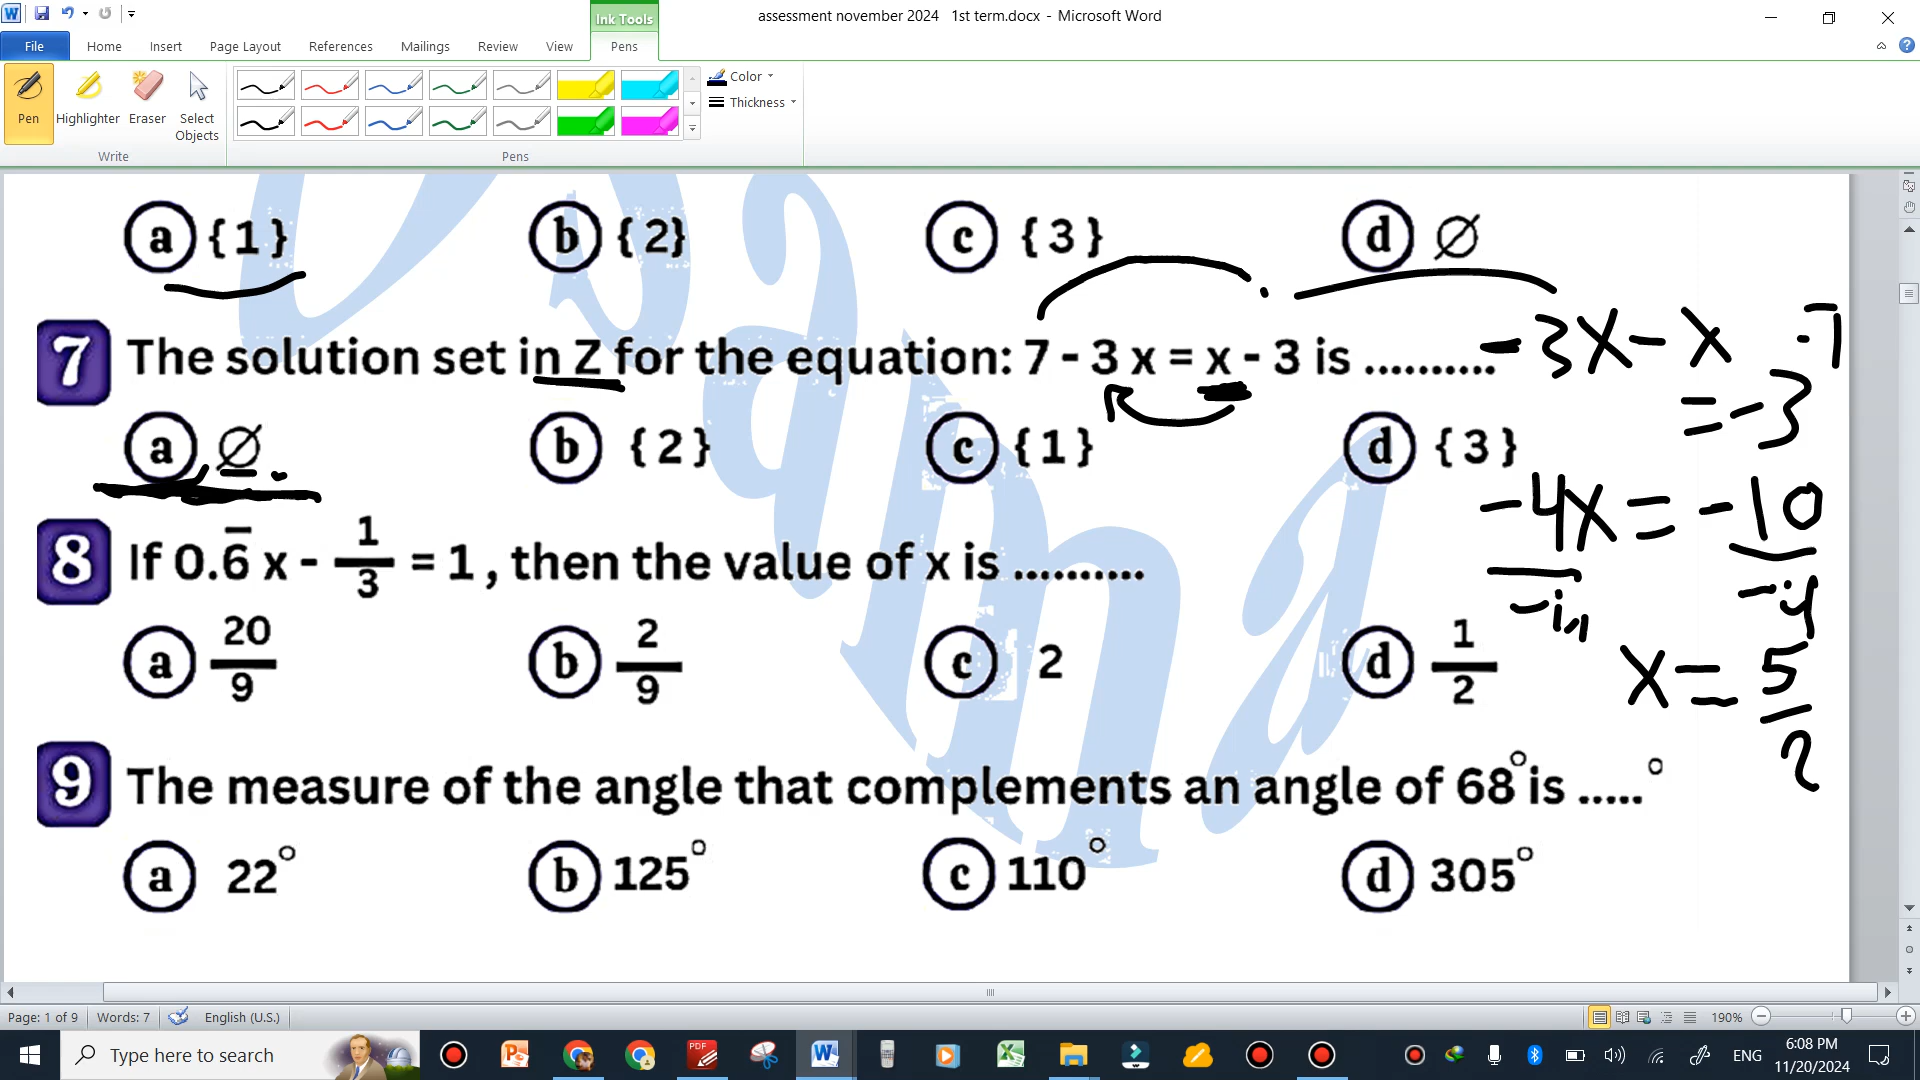 assessment november 2024 1st term.docx - Microsoft Word
Ink Tools
File Home Insert Page Layout References Mailings Review View Pens
Pen Highlighter Eraser Select Objects
Color
Thickness
Write Pens
a { 1 } b { 2} c { 3 } d ∅
7 The solution set in Z for the equation: 7 - 3 x = x - 3 is ..........
-3x - x -7
= -3
a ∅ b { 2 } c { 1 } d { 3 }
-4x = -10
-4
x = 5/2
8 If 0.6̅ x - 1/3 = 1 , then the value of x is ..........
a 20/9 b 2/9 c 2 d 1/2
9 The measure of the angle that complements an angle of 68° is .....°
a 22° b 125° c 110° d 305°
Page: 1 of 9 Words: 7 English (U.S.) 190%
Type here to search
PDF
ENG
6:08 PM
11/20/2024